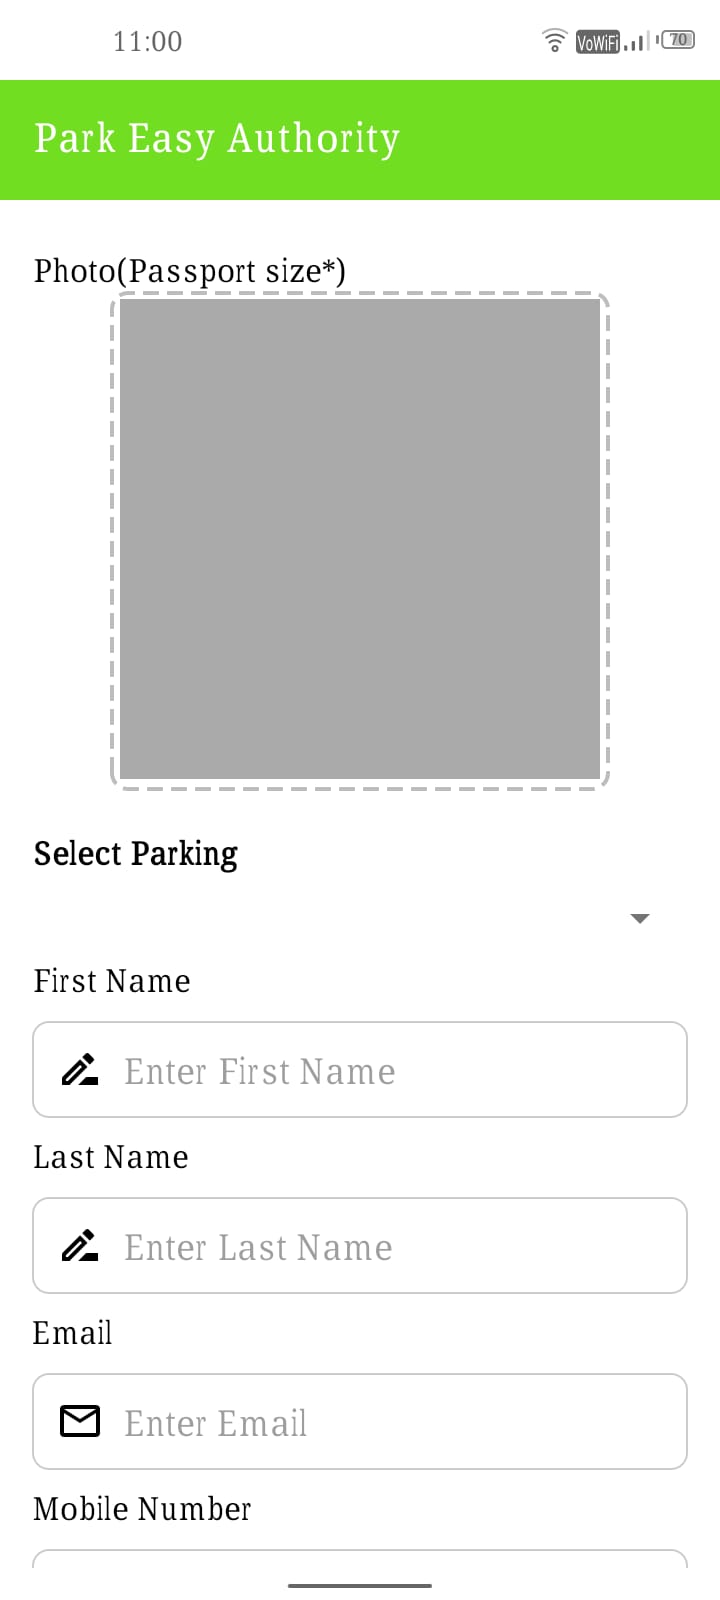 11:00 VoWiFi 70
Park Easy Authority
Photo(Passport size*)
Select Parking
First Name
Enter First Name
Last Name
Enter Last Name
Email
Enter Email
Mobile Number